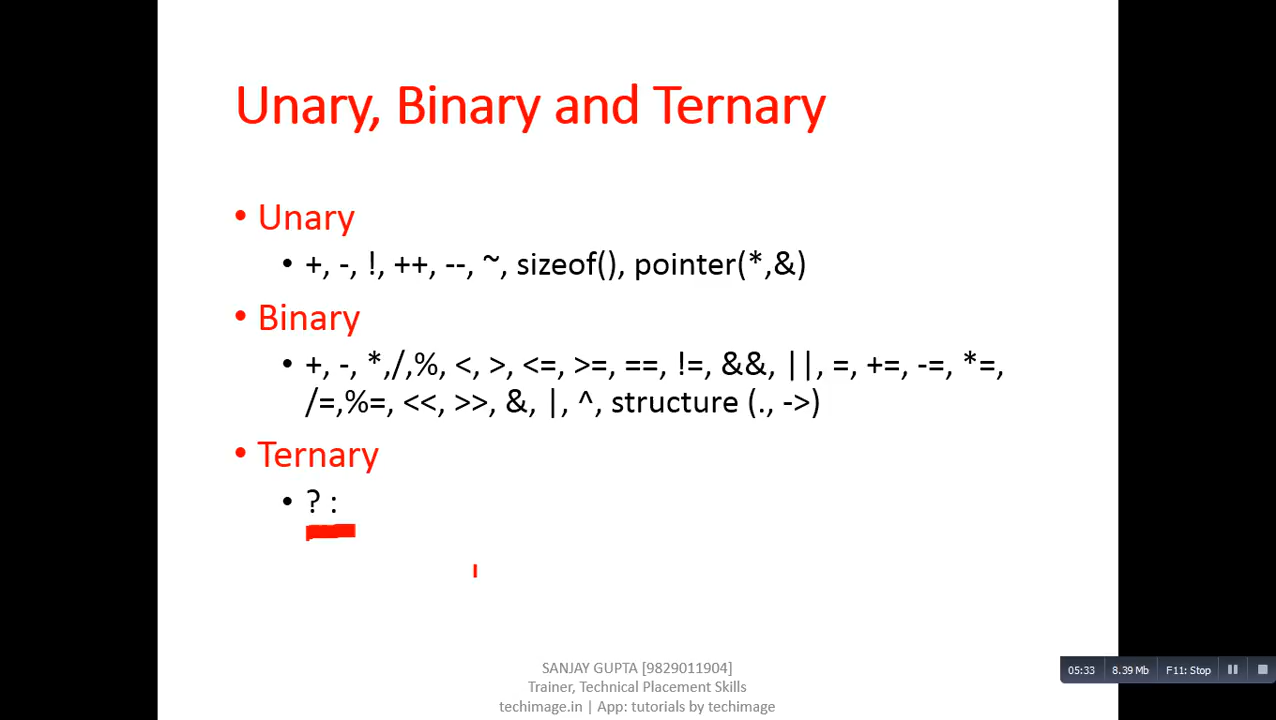 Unary, Binary and Ternary
• Unary
• +, -, !, ++, --, ~, sizeof(), pointer(*,&)
• Binary
• +, -, *,/,%, <, >, <=, >=, ==, !=, &&, ||, =, +=, -=, *=,
/=,%=, <<, >>, &, |, ^, structure (., ->)
• Ternary
• ? :
SANJAY GUPTA [9829011904]
Trainer, Technical Placement Skills
techimage.in | App: tutorials by techimage
05:33 8.39 Mb F11: Stop